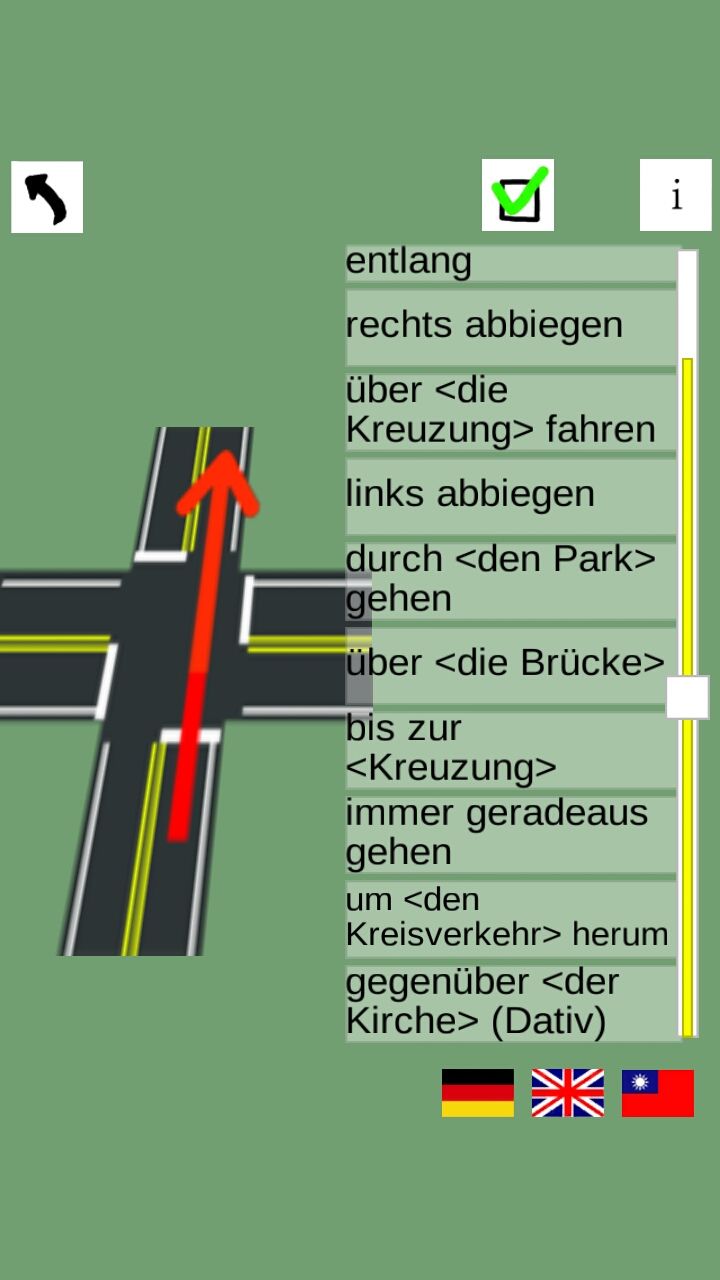 i
entlang
rechts abbiegen
über <die
Kreuzung> fahren
links abbiegen
durch <den Park>
gehen
über <die Brücke>
bis zur
<Kreuzung>
immer geradeaus
gehen
um <den
Kreisverkehr> herum
gegenüber <der
Kirche> (Dativ)